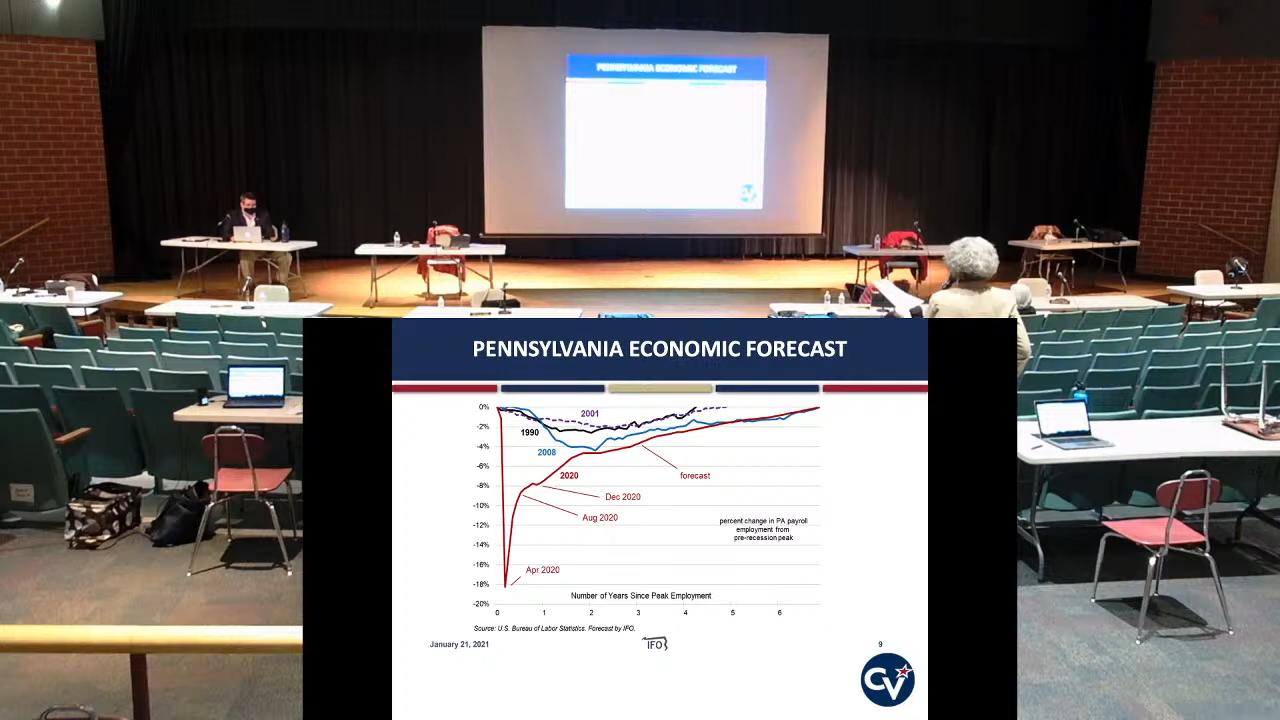 PENNSYLVANIA ECONOMIC FORECAST
PENNSYLVANIA ECONOMIC FORECAST
0%
-2%
-4%
-6%
-8%
-10%
-12%
-14%
-16%
-18%
-20%
2001
1990
2008
2020
forecast
Dec 2020
Aug 2020
percent change in PA payroll
employment from
pre-recession peak
Apr 2020
Number of Years Since Peak Employment
0 1 2 3 4 5 6
Source: U.S. Bureau of Labor Statistics. Forecast by IFO.
January 21, 2021
IFO
9
CV